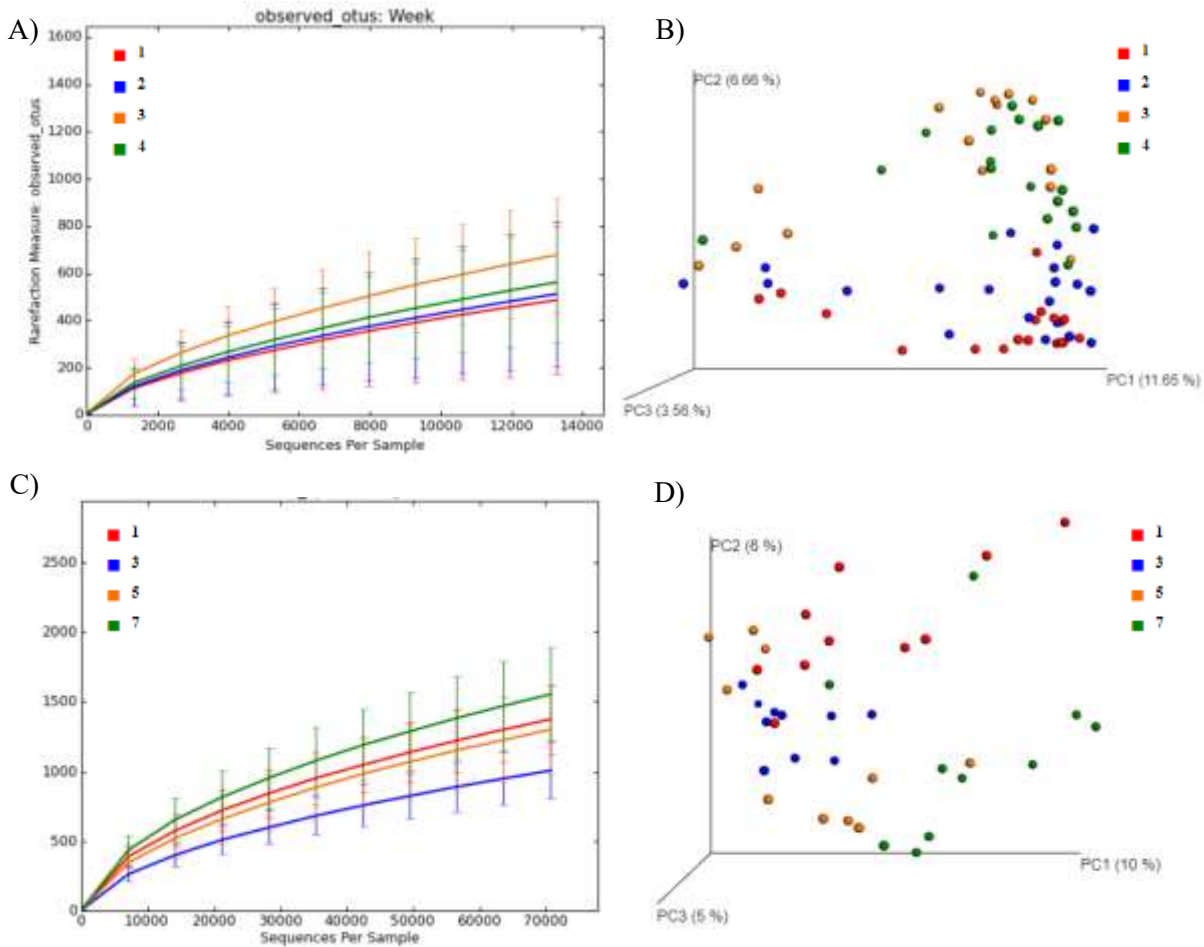 A)
observed_otus: Week
Rarefaction Measure: observed_otus
1600
1400
1200
1000
800
600
400
200
0
1
2
3
4
0 2000 4000 6000 8000 10000 12000 14000
Sequences Per Sample
B)
PC2 (6.66 %)
PC1 (11.65 %)
PC3 (3.56 %)
1
2
3
4
C)
2500
2000
1500
1000
500
0
1
3
5
7
0 10000 20000 30000 40000 50000 60000 70000
Sequences Per Sample
D)
PC2 (6 %)
PC1 (10 %)
PC3 (5 %)
1
3
5
7